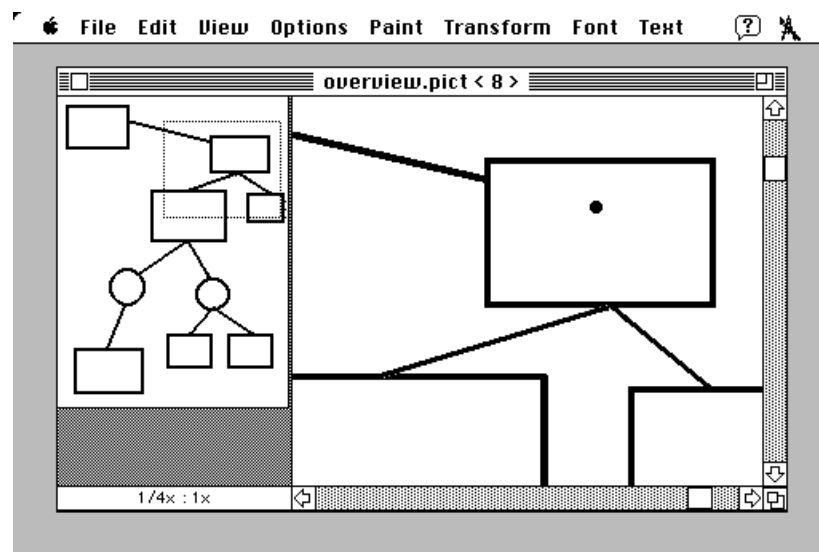 File Edit View Options Paint Transform Font Text
overview.pict < 8 >
1/4x : 1x